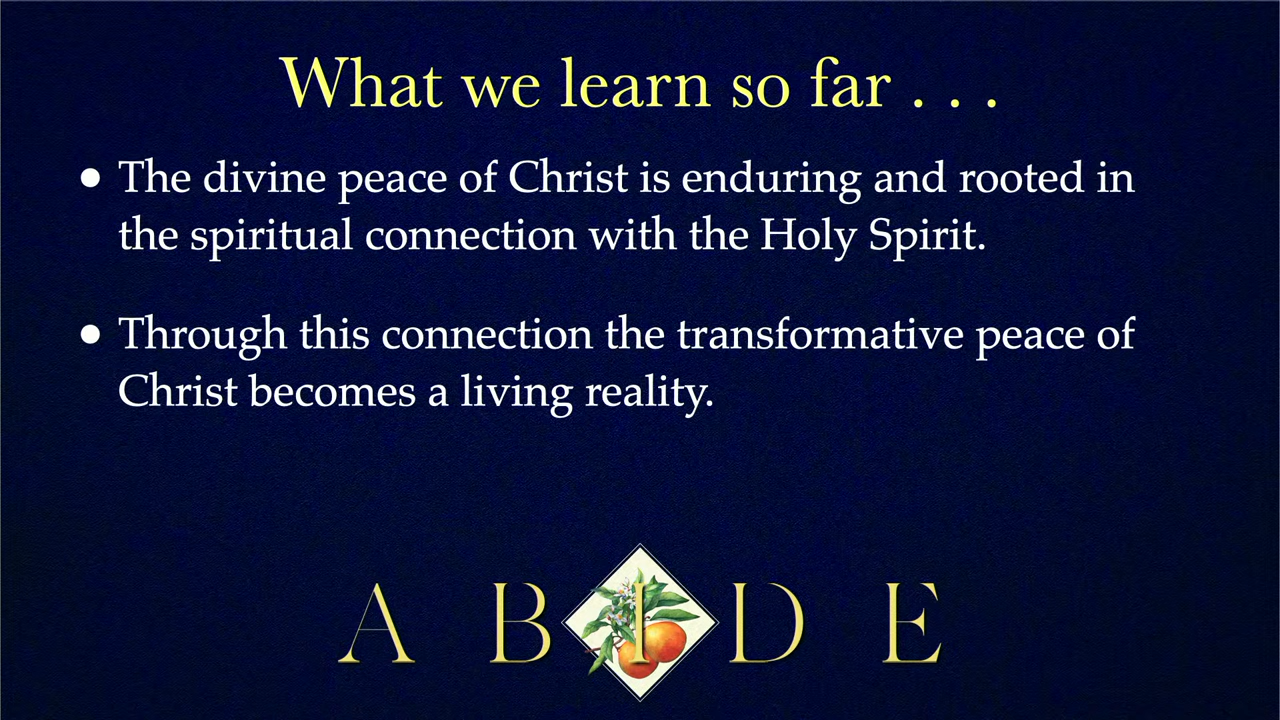 What we learn so far . . .
• The divine peace of Christ is enduring and rooted in
the spiritual connection with the Holy Spirit.
• Through this connection the transformative peace of
Christ becomes a living reality.
A B I D E